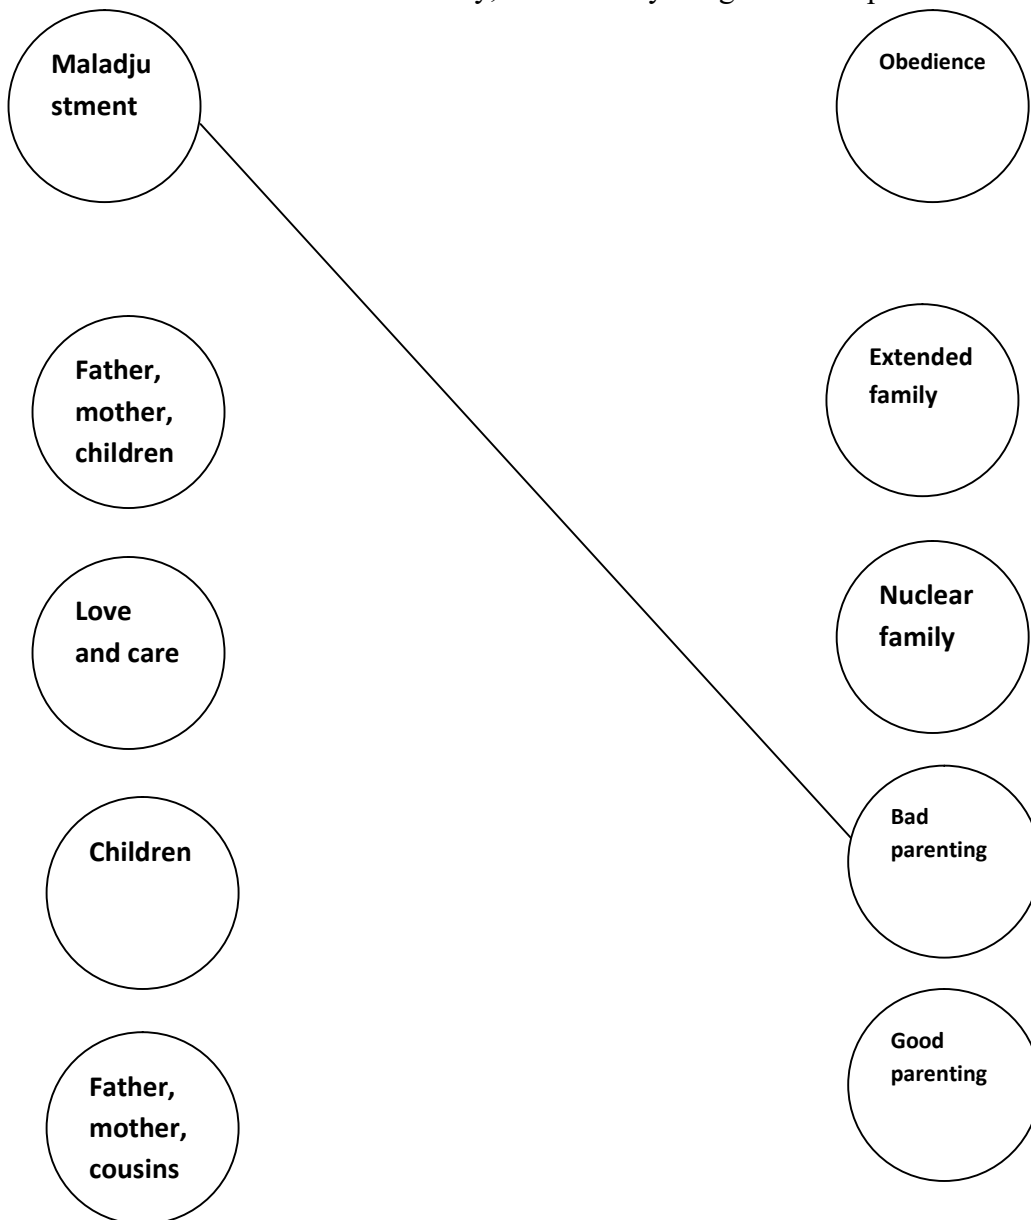 Maladju
stment
Obedience
Father,
mother,
children
Extended
family
Love
and care
Nuclear
family
Children
Bad
parenting
Father,
mother,
cousins
Good
parenting